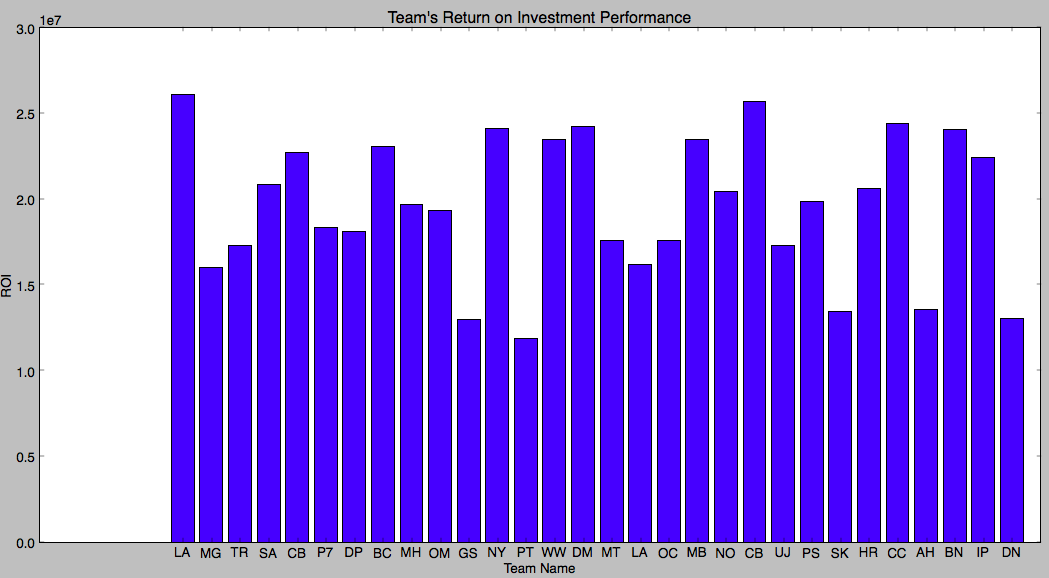 Team's Return on Investment Performance
1e7
3.0
2.5
2.0
1.5
1.0
0.5
0.0
ROI
LA MG TR SA CB P7 DP BC MH OM GS NY PT WW DM MT LA OC MB NO CB UJ PS SK HR CC AH BN IP DN
Team Name